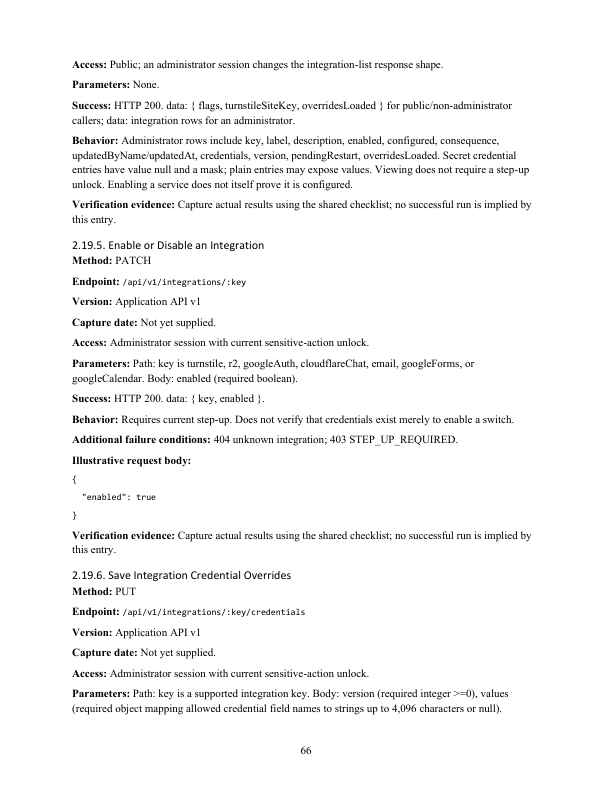 Access: Public; an administrator session changes the integration-list response shape.
Parameters: None.
Success: HTTP 200. data: { flags, turnstileSiteKey, overridesLoaded } for public/non-administrator
callers; data: integration rows for an administrator.
Behavior: Administrator rows include key, label, description, enabled, configured, consequence,
updatedByName/updatedAt, credentials, version, pendingRestart, overridesLoaded. Secret credential
entries have value null and a mask; plain entries may expose values. Viewing does not require a step-up
unlock. Enabling a service does not itself prove it is configured.
Verification evidence: Capture actual results using the shared checklist; no successful run is implied by
this entry.
2.19.5. Enable or Disable an Integration
Method: PATCH
Endpoint: /api/v1/integrations/:key
Version: Application API v1
Capture date: Not yet supplied.
Access: Administrator session with current sensitive-action unlock.
Parameters: Path: key is turnstile, r2, googleAuth, cloudflareChat, email, googleForms, or
googleCalendar. Body: enabled (required boolean).
Success: HTTP 200. data: { key, enabled }.
Behavior: Requires current step-up. Does not verify that credentials exist merely to enable a switch.
Additional failure conditions: 404 unknown integration; 403 STEP_UP_REQUIRED.
Illustrative request body:
{
  "enabled": true
}
Verification evidence: Capture actual results using the shared checklist; no successful run is implied by
this entry.
2.19.6. Save Integration Credential Overrides
Method: PUT
Endpoint: /api/v1/integrations/:key/credentials
Version: Application API v1
Capture date: Not yet supplied.
Access: Administrator session with current sensitive-action unlock.
Parameters: Path: key is a supported integration key. Body: version (required integer >=0), values
(required object mapping allowed credential field names to strings up to 4,096 characters or null).
66